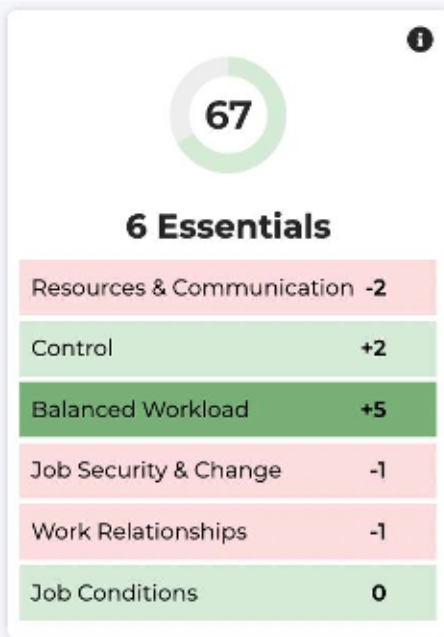 67
6 Essentials
Resources & Communication -2
Control +2
Balanced Workload +5
Job Security & Change -1
Work Relationships -1
Job Conditions 0